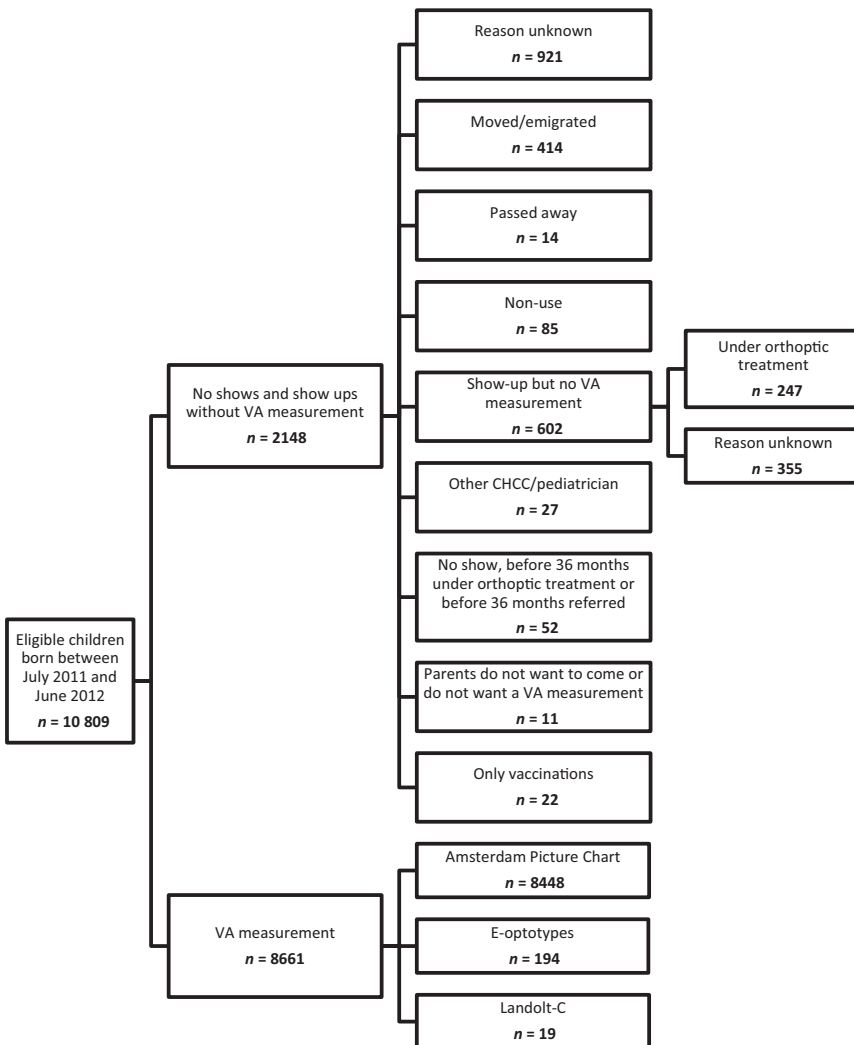 Reason unknown
n = 921
Moved/emigrated
n = 414
Passed away
n = 14
Non-use
n = 85
Under orthoptic
treatment
n = 247
No shows and show ups
without VA measurement
n = 2148
Show-up but no VA
measurement
n = 602
Reason unknown
n = 355
Other CHCC/pediatrician
n = 27
No show, before 36 months
under orthoptic treatment or
before 36 months referred
n = 52
Eligible children
born between
July 2011 and
June 2012
n = 10 809
Parents do not want to come or
do not want a VA measurement
n = 11
Only vaccinations
n = 22
Amsterdam Picture Chart
n = 8448
VA measurement
n = 8661
E-optotypes
n = 194
Landolt-C
n = 19